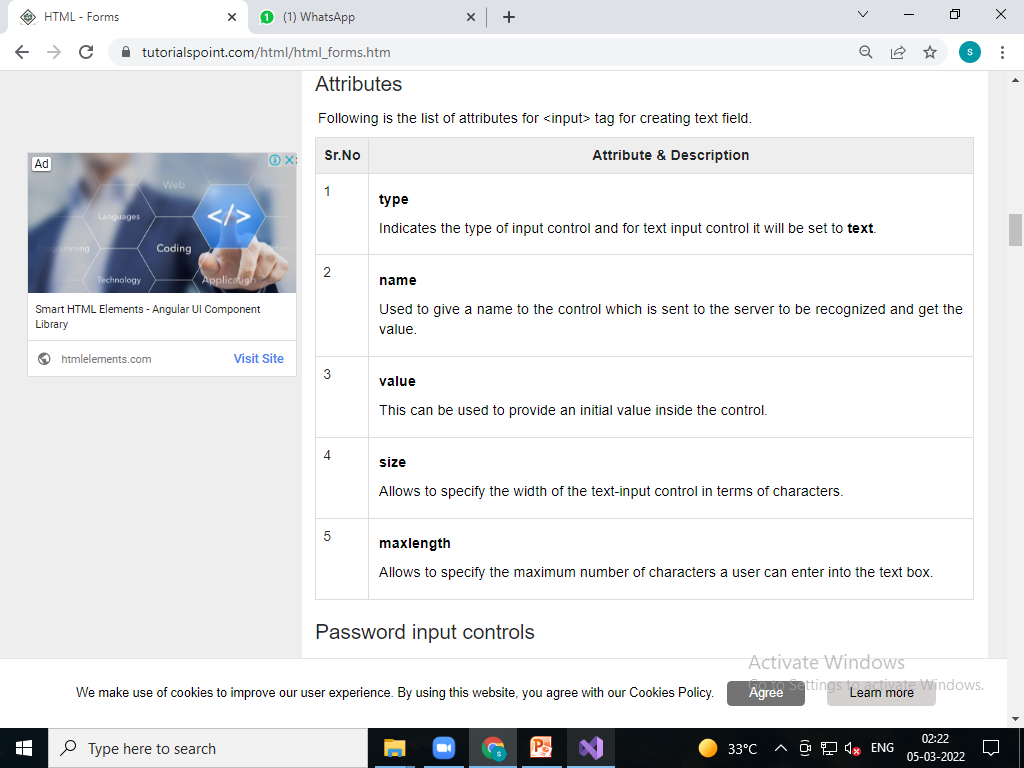 HTML - Forms
1 (1) WhatsApp
tutorialspoint.com/html/html_forms.htm
s
Attributes
Following is the list of attributes for <input> tag for creating text field.
Sr.No Attribute & Description
1
type
Indicates the type of input control and for text input control it will be set to text.
2
name
Used to give a name to the control which is sent to the server to be recognized and get the
value.
3
value
This can be used to provide an initial value inside the control.
4
size
Allows to specify the width of the text-input control in terms of characters.
5
maxlength
Allows to specify the maximum number of characters a user can enter into the text box.
Password input controls
Ad
Web
Languages
</>
Coding
Technology
Smart HTML Elements - Angular UI Component
Library
htmlelements.com Visit Site
Activate Windows
Go to Settings to activate Windows.
We make use of cookies to improve our user experience. By using this website, you agree with our Cookies Policy.
Agree
Learn more
Type here to search
33°C
ENG
02:22
05-03-2022